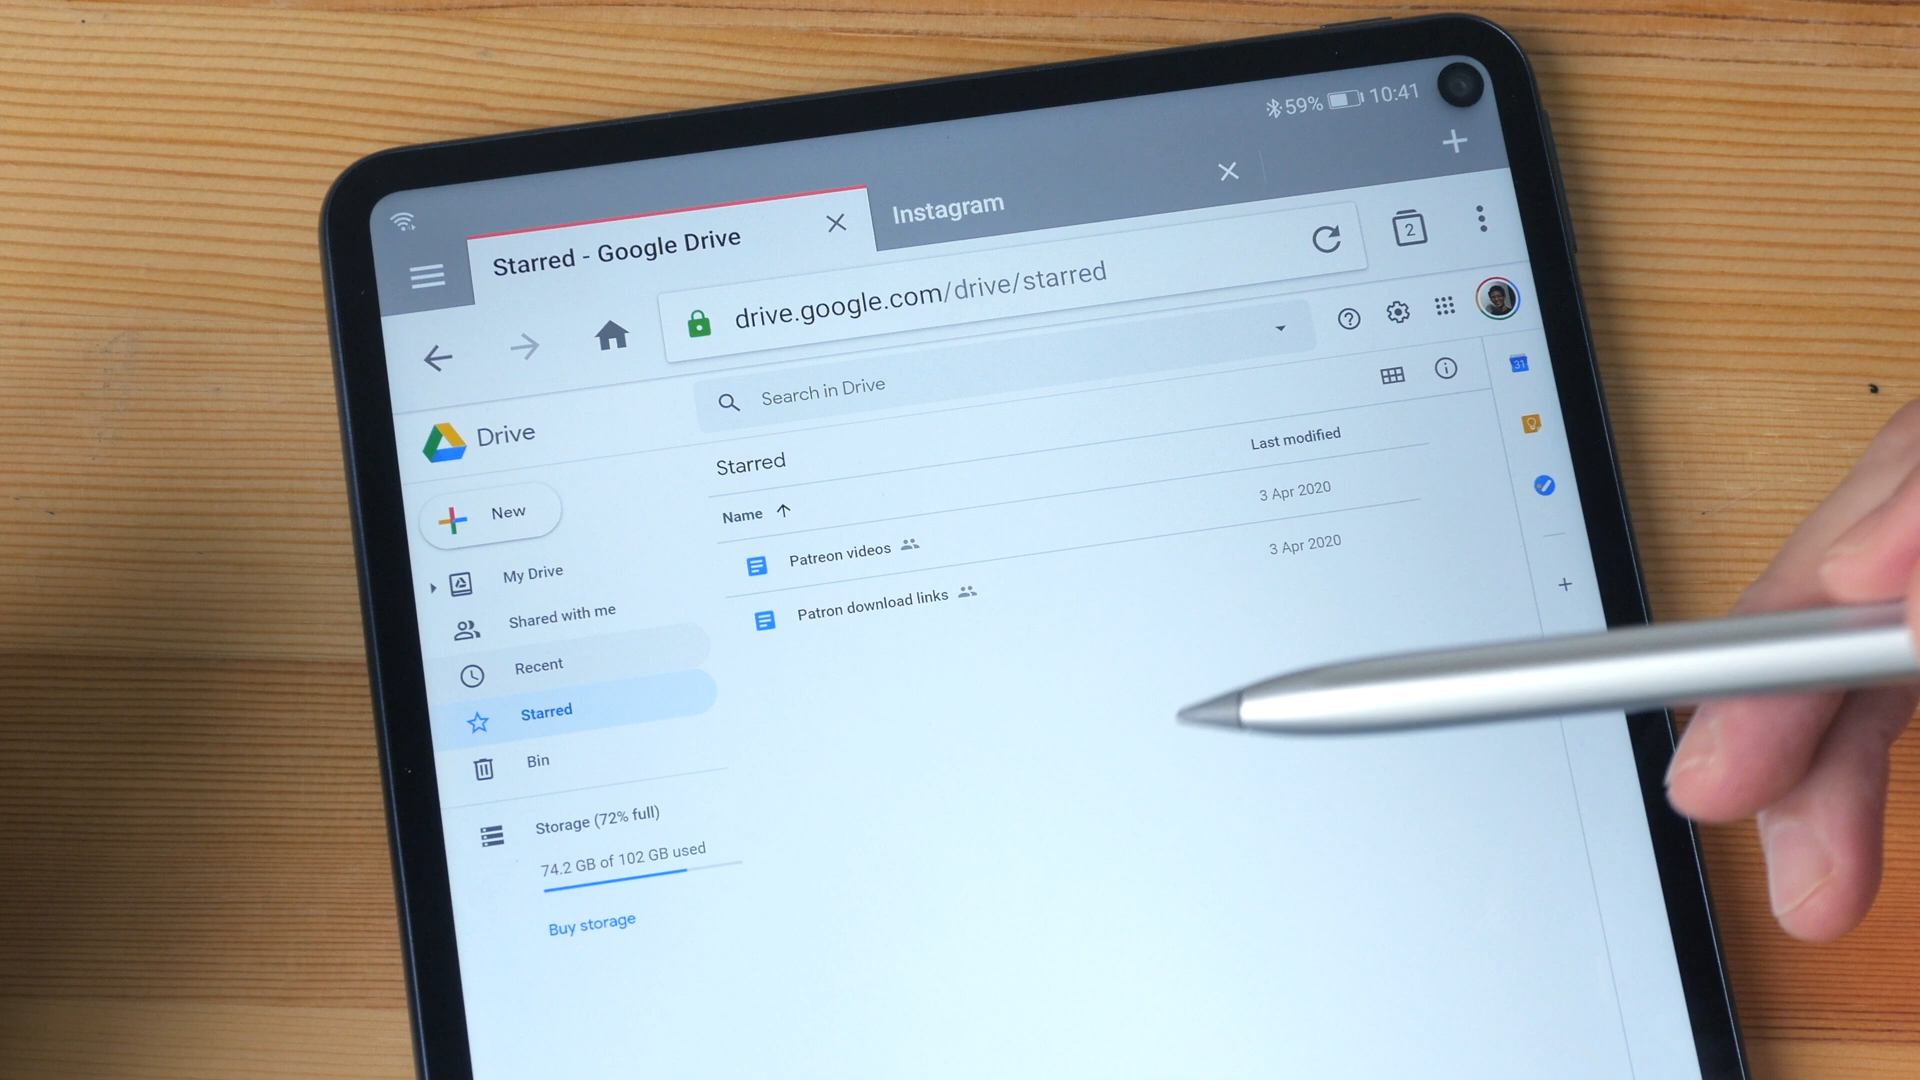 59% 10:41
Starred - Google Drive
Instagram
drive.google.com/drive/starred
2
Drive
Search in Drive
31
New
Starred
Name
Last modified
My Drive
Patreon videos
3 Apr 2020
Shared with me
Patron download links
3 Apr 2020
Recent
Starred
Bin
Storage (72% full)
74.2 GB of 102 GB used
Buy storage